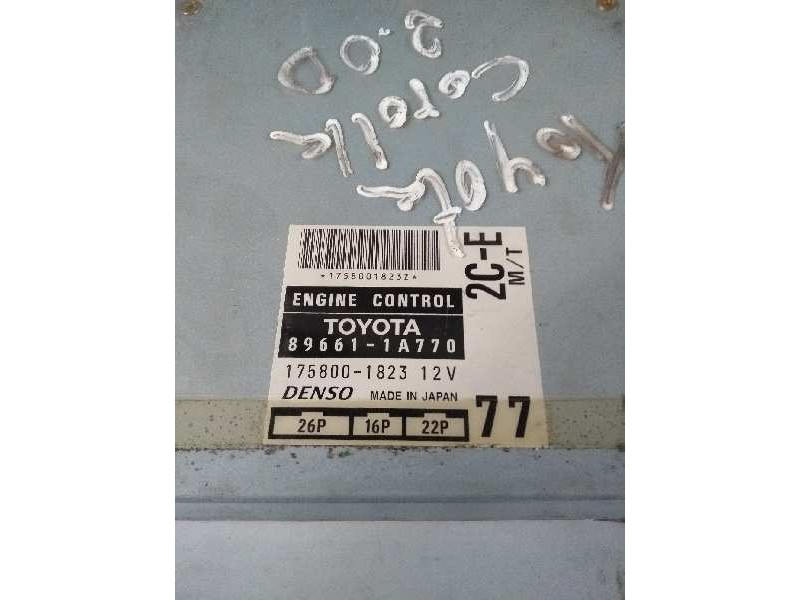 Toyota
Corolla
2.0 D
*1758001823Z*
2C-E
M/T
ENGINE CONTROL
TOYOTA
89661-1A770
175800-1823 12V
DENSO MADE IN JAPAN
77
26P 16P 22P